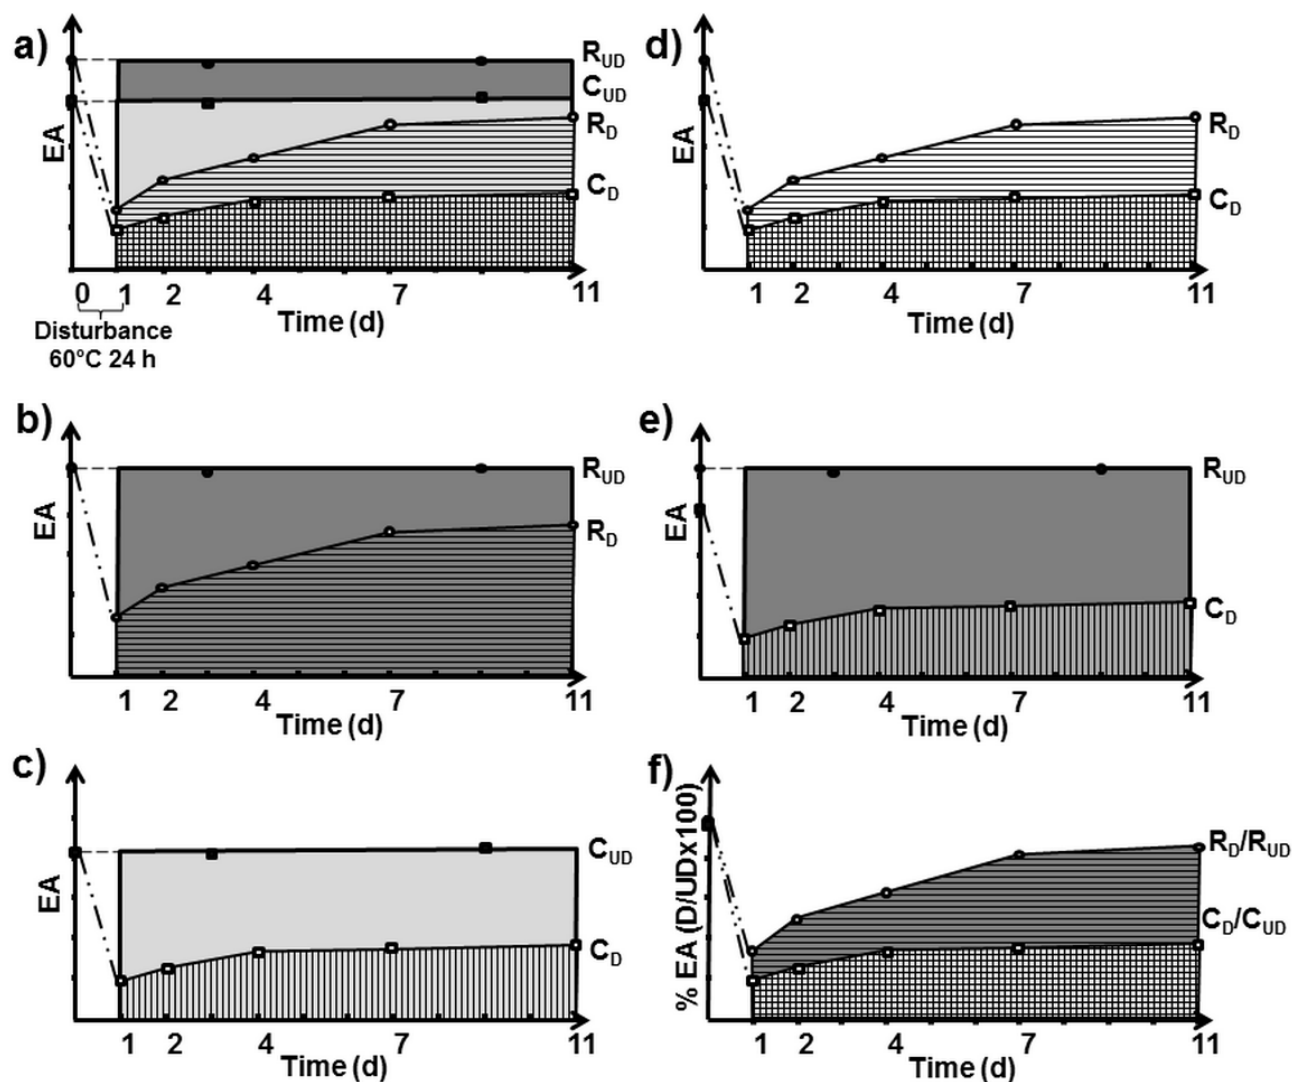 a)
EA
R_UD
C_UD
R_D
C_D
0 1 2 4 7 11
Time (d)
Disturbance
60°C 24 h
d)
EA
R_D
C_D
1 2 4 7 11
Time (d)
b)
EA
R_UD
R_D
1 2 4 7 11
Time (d)
e)
EA
R_UD
C_D
1 2 4 7 11
Time (d)
c)
EA
C_UD
C_D
1 2 4 7 11
Time (d)
f)
% EA (D/UDx100)
R_D/R_UD
C_D/C_UD
1 2 4 7 11
Time (d)